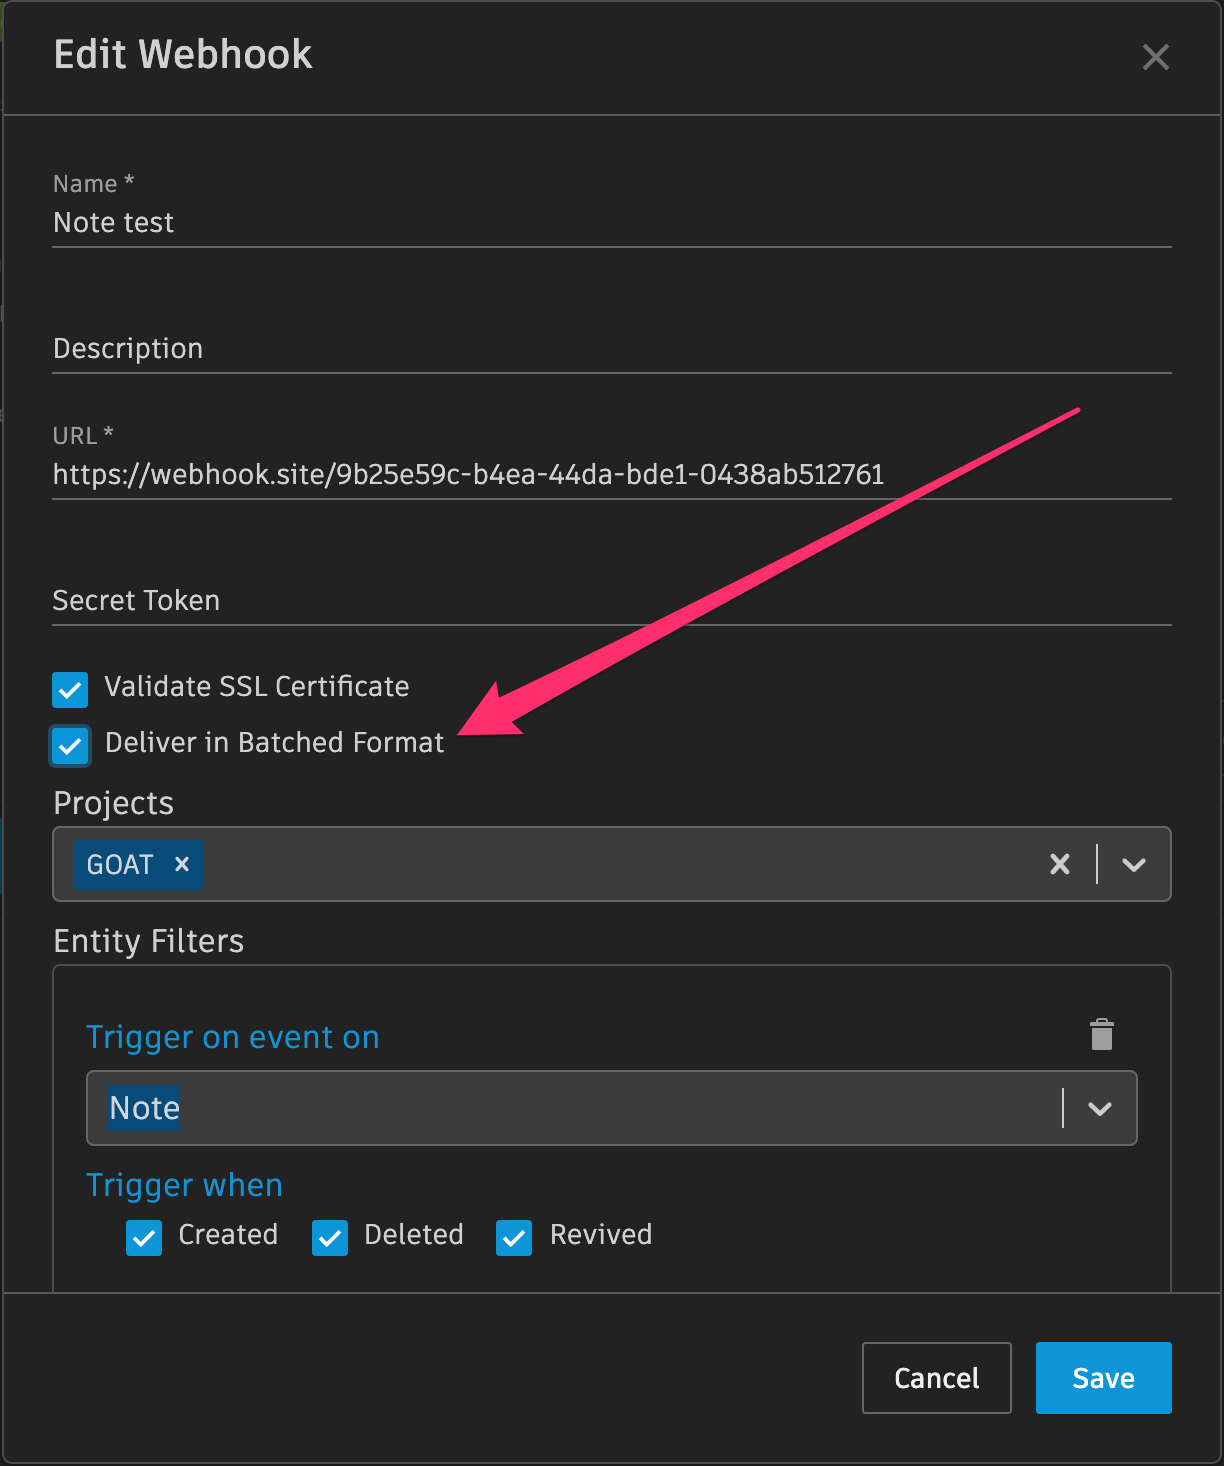 Edit Webhook
Name *
Note test
Description
URL *
https://webhook.site/9b25e59c-b4ea-44da-bde1-0438ab512761
Secret Token
Validate SSL Certificate
Deliver in Batched Format
Projects
GOAT
Entity Filters
Trigger on event on
Note
Trigger when
Created Deleted Revived
Cancel Save